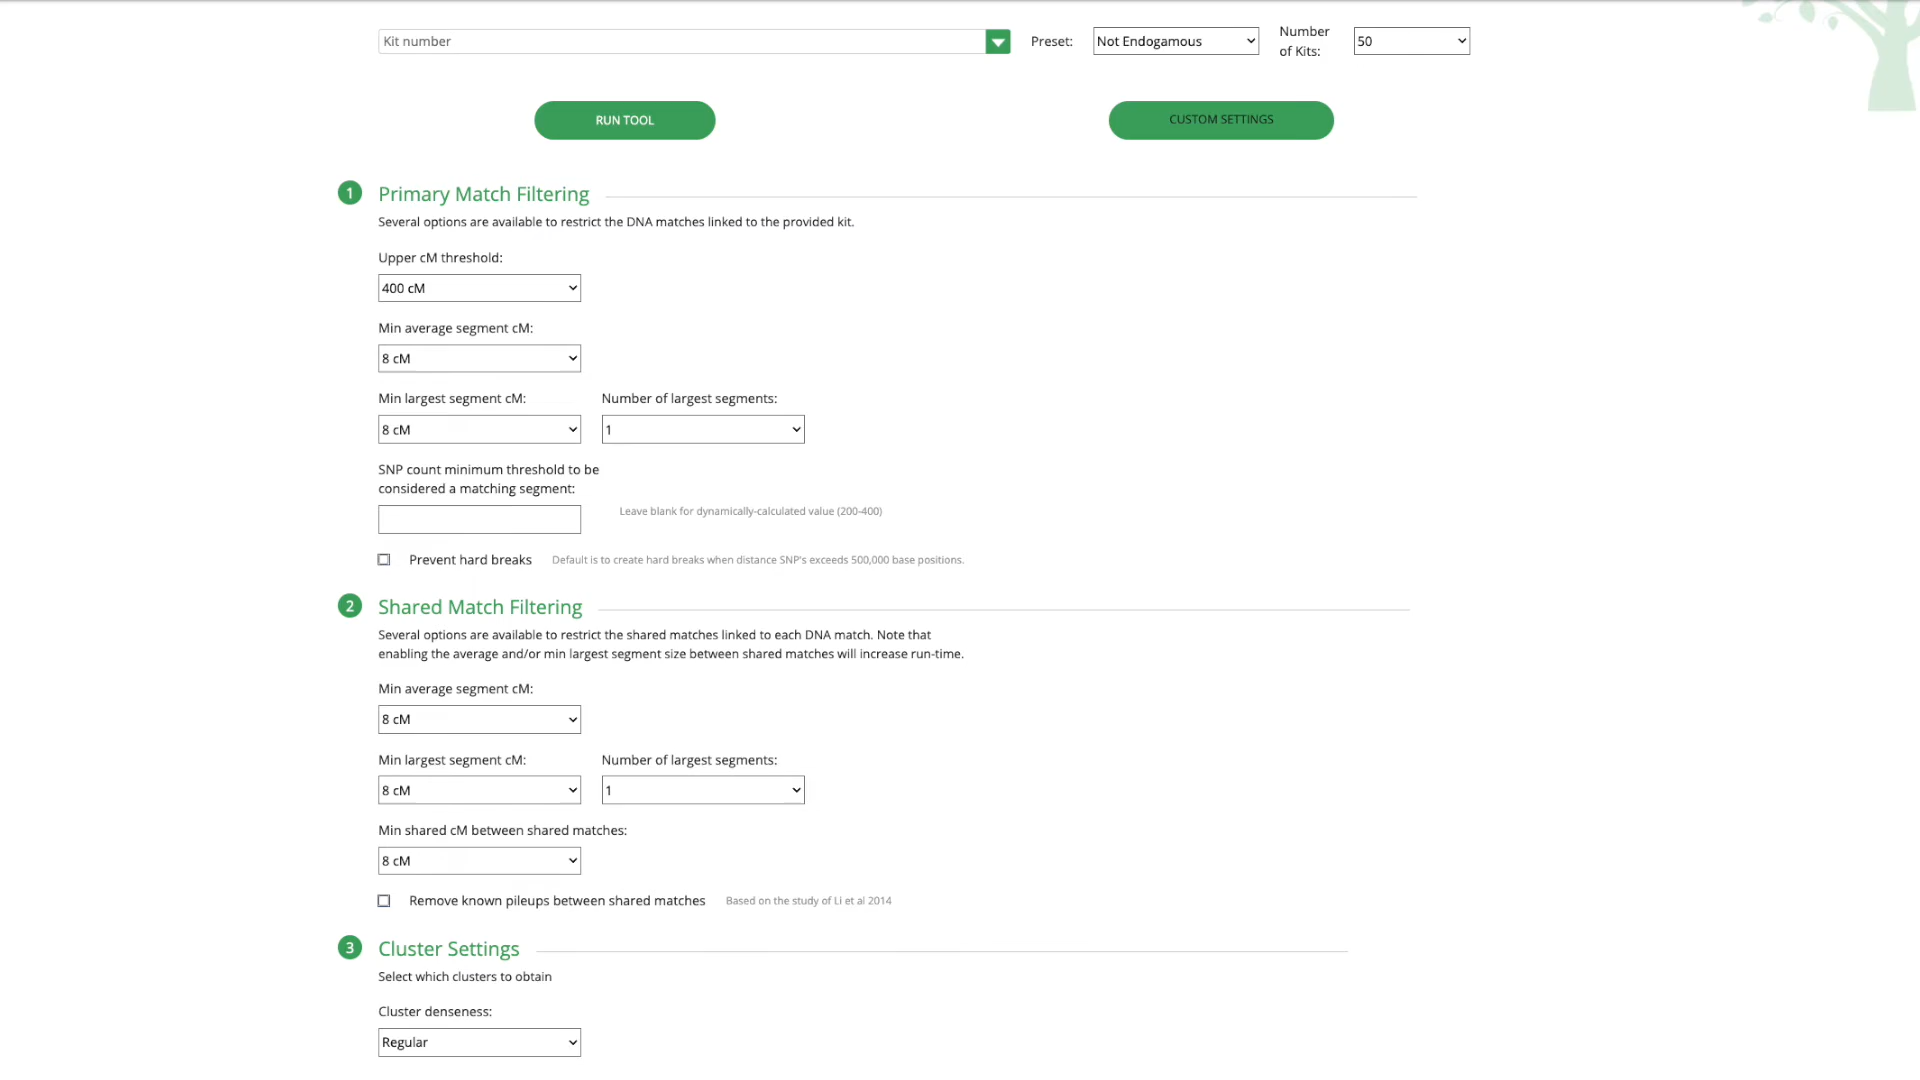 Kit number
Preset:
Not Endogamous
Number
of Kits:
50
RUN TOOL
CUSTOM SETTINGS
1 Primary Match Filtering
Several options are available to restrict the DNA matches linked to the provided kit.
Upper cM threshold:
400 cM
Min average segment cM:
8 cM
Min largest segment cM:
Number of largest segments:
8 cM
1
SNP count minimum threshold to be
considered a matching segment:
Leave blank for dynamically-calculated value (200-400)
Prevent hard breaks
Default is to create hard breaks when distance SNP's exceeds 500,000 base positions.
2 Shared Match Filtering
Several options are available to restrict the shared matches linked to each DNA match. Note that
enabling the average and/or min largest segment size between shared matches will increase run-time.
Min average segment cM:
8 cM
Min largest segment cM:
Number of largest segments:
8 cM
1
Min shared cM between shared matches:
8 cM
Remove known pileups between shared matches
Based on the study of Li et al 2014
3 Cluster Settings
Select which clusters to obtain
Cluster denseness:
Regular